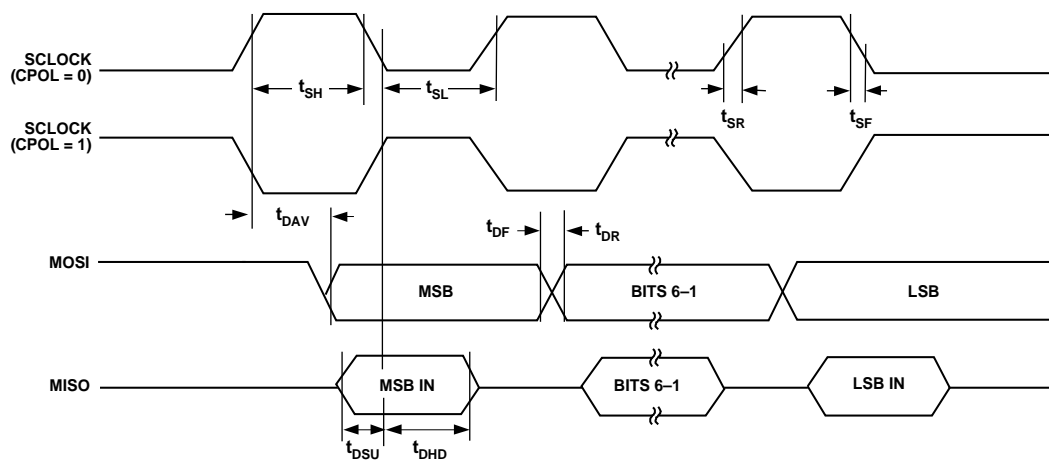 SCLOCK
(CPOL = 0)
tSH
tSL
tSR
tSF
SCLOCK
(CPOL = 1)
tDAV
tDF
tDR
MOSI
MSB
BITS 6–1
LSB
MISO
MSB IN
BITS 6–1
LSB IN
tDSU
tDHD